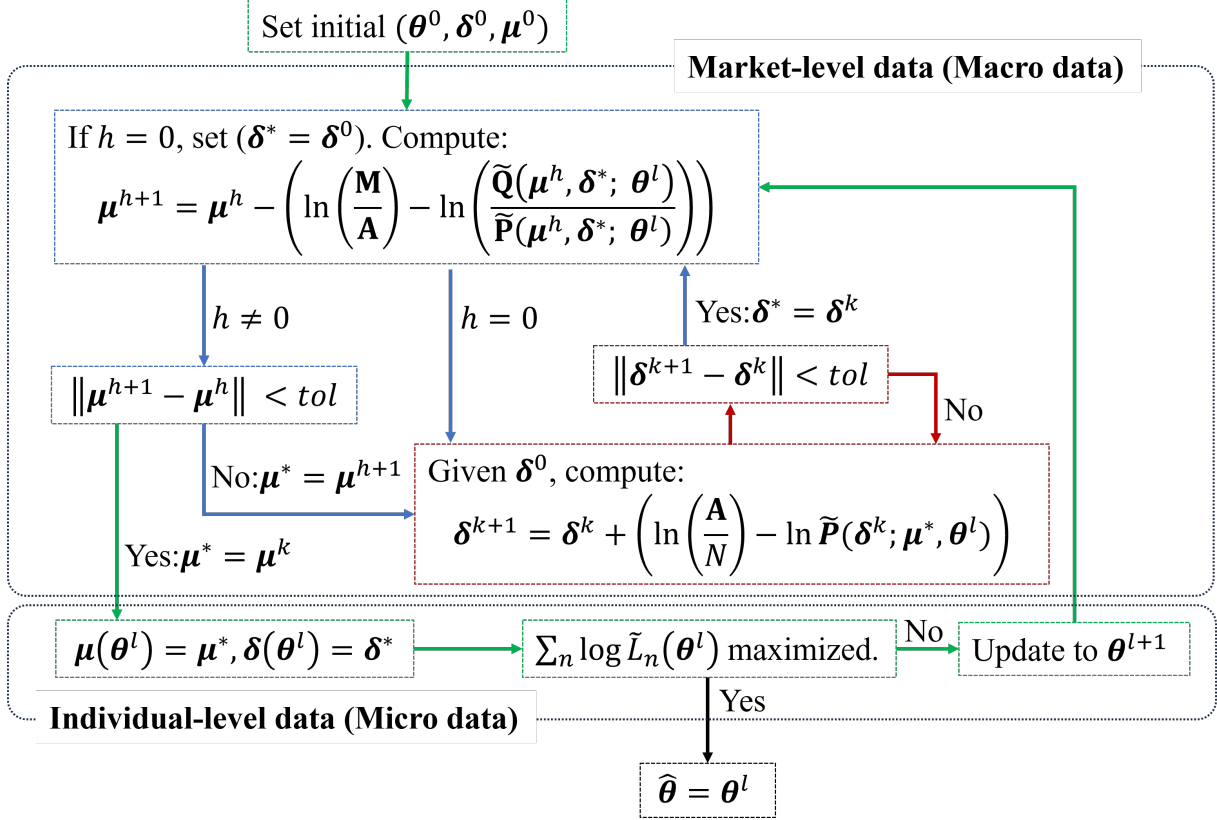 Set initial (𝜽⁰, 𝜹⁰, 𝝁⁰)
Market-level data (Macro data)
If ℎ = 0, set (𝜹* = 𝜹⁰). Compute:
𝝁^{ℎ+1} = 𝝁^ℎ − (ln(𝐌/𝐀) − ln(𝐐̃(𝝁^ℎ, 𝜹*; 𝜽^l)/𝐏̃(𝝁^ℎ, 𝜹*; 𝜽^l)))
ℎ ≠ 0
ℎ = 0
Yes:𝜹* = 𝜹^k
‖𝝁^{ℎ+1} − 𝝁^ℎ‖ < tol
‖𝜹^{k+1} − 𝜹^k‖ < tol
No
No:𝝁* = 𝝁^{ℎ+1}
Given 𝜹⁰, compute:
𝜹^{k+1} = 𝜹^k + (ln(𝐀/N) − ln 𝑷̃(𝜹^k; 𝝁*, 𝜽^l))
Yes:𝝁* = 𝝁^k
𝝁(𝜽^l) = 𝝁*, 𝜹(𝜽^l) = 𝜹*
∑_n log L̃_n(𝜽^l) maximized.
No
Update to 𝜽^{l+1}
Individual-level data (Micro data)
Yes
𝜽̂ = 𝜽^l